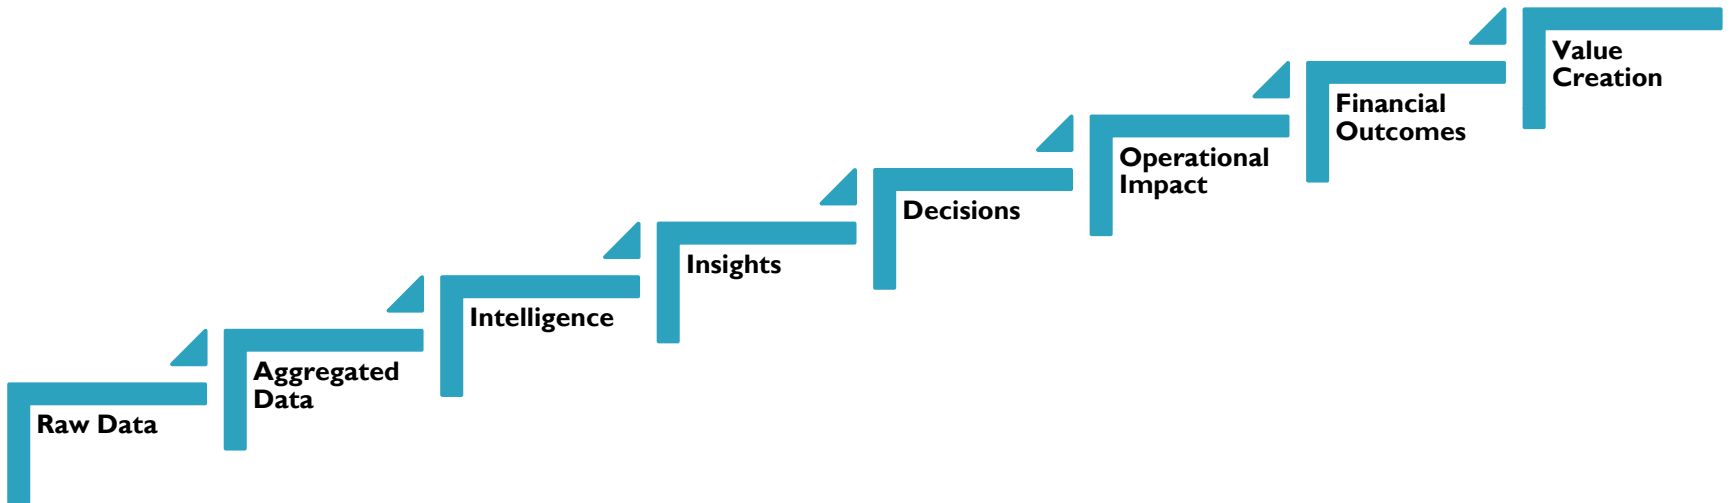 Raw Data
Aggregated
Data
Intelligence
Insights
Decisions
Operational
Impact
Financial
Outcomes
Value
Creation